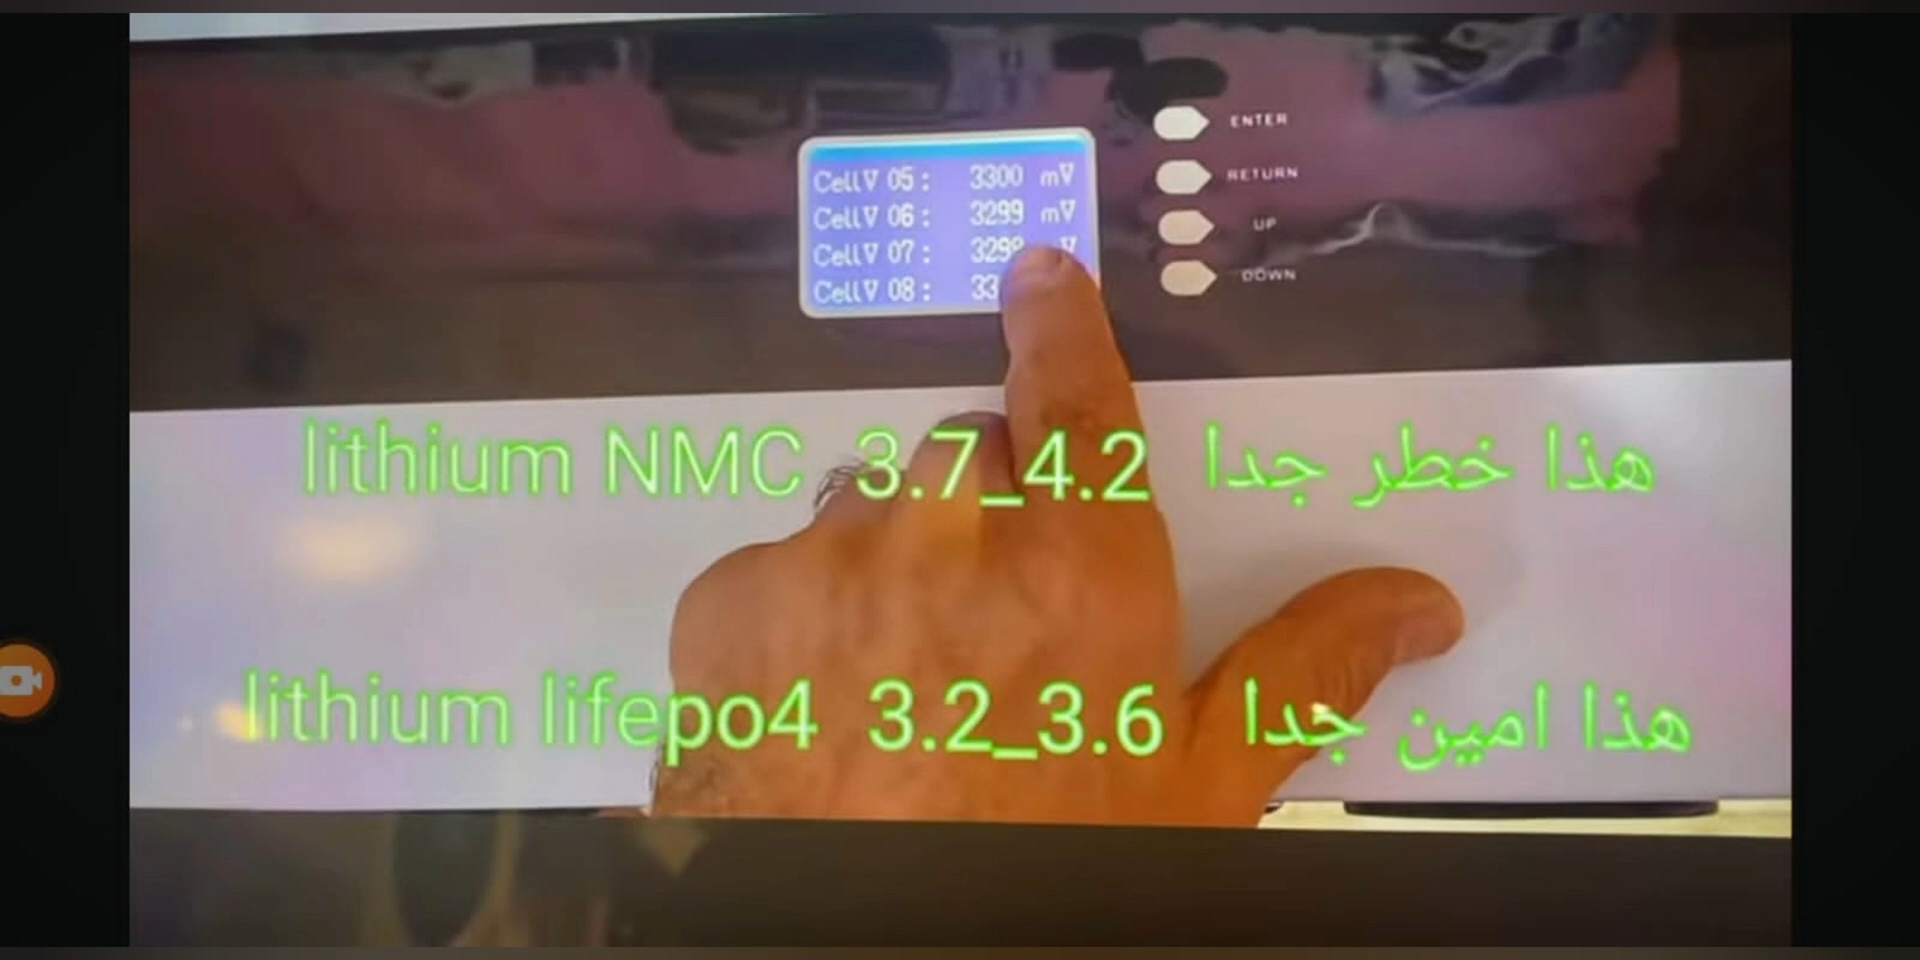 CellV 05 : 3300 mV
CellV 06 : 3299 mV
CellV 07 : V
CellV 08 :
ENTER
RETURN
UP
DOWN
lithium NMC 3.7_4.2 هذا خطر جدا
lithium lifepo4 3.2_3.6 هذا امين جدا